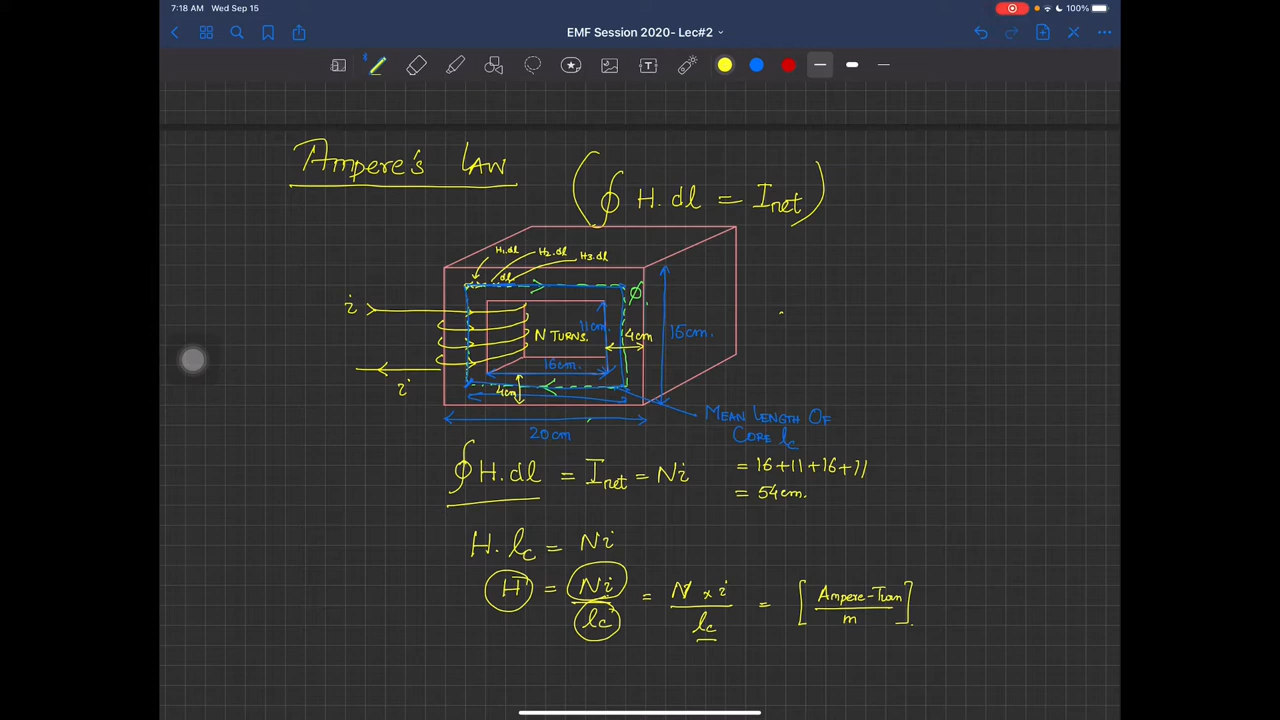 7:18 AM Wed Sep 15
100%
EMF Session 2020- Lec#2
Ampere's LAW
(∮ H.dl = Inet)
H1.dl
H2.dl
H3.dl
dl
ϕ
i
N TURNS.
11cm.
4cm
15cm.
16cm.
i
4cm
20cm
MEAN LENGTH OF
CORE lc
= 16+11+16+11
= 54cm.
∮ H.dl = Inet = Ni
H. lc = Ni
H = Ni/lc = N x i/lc = [Ampere-Turn/m].